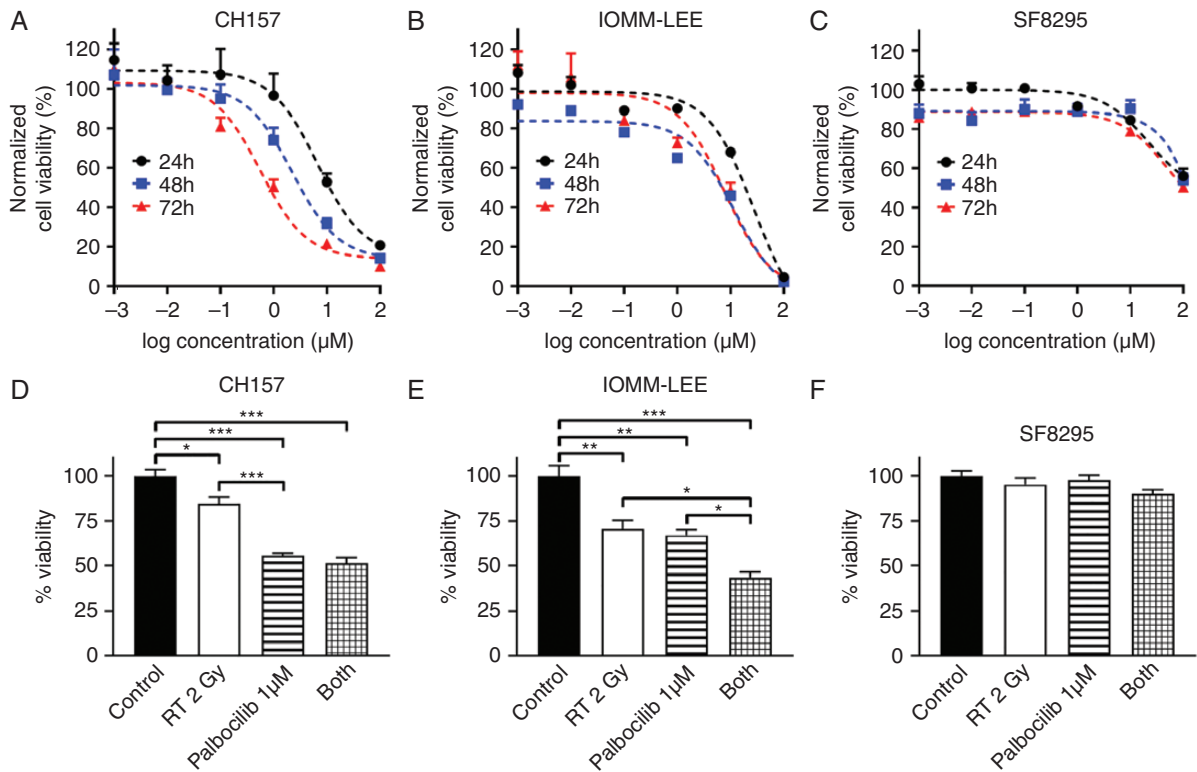 A
CH157
Normalized
cell viability (%)
120
100
80
60
40
20
0
24h
48h
72h
–3 –2 –1 0 1 2
log concentration (µM)
B
IOMM-LEE
Normalized
cell viability (%)
120
100
80
60
40
20
0
24h
48h
72h
–3 –2 –1 0 1 2
log concentration (µM)
C
SF8295
Normalized
cell viability (%)
120
100
80
60
40
20
0
24h
48h
72h
–3 –2 –1 0 1 2
log concentration (µM)
D
CH157
***
***
*
***
% viability
100
75
50
25
0
Control
RT 2 Gy
Palbocilib 1µM
Both
E
IOMM-LEE
***
**
**
*
*
% viability
100
75
50
25
0
Control
RT 2 Gy
Palbocilib 1µM
Both
F
SF8295
% viability
100
75
50
25
0
Control
RT 2 Gy
Palbocilib 1µM
Both